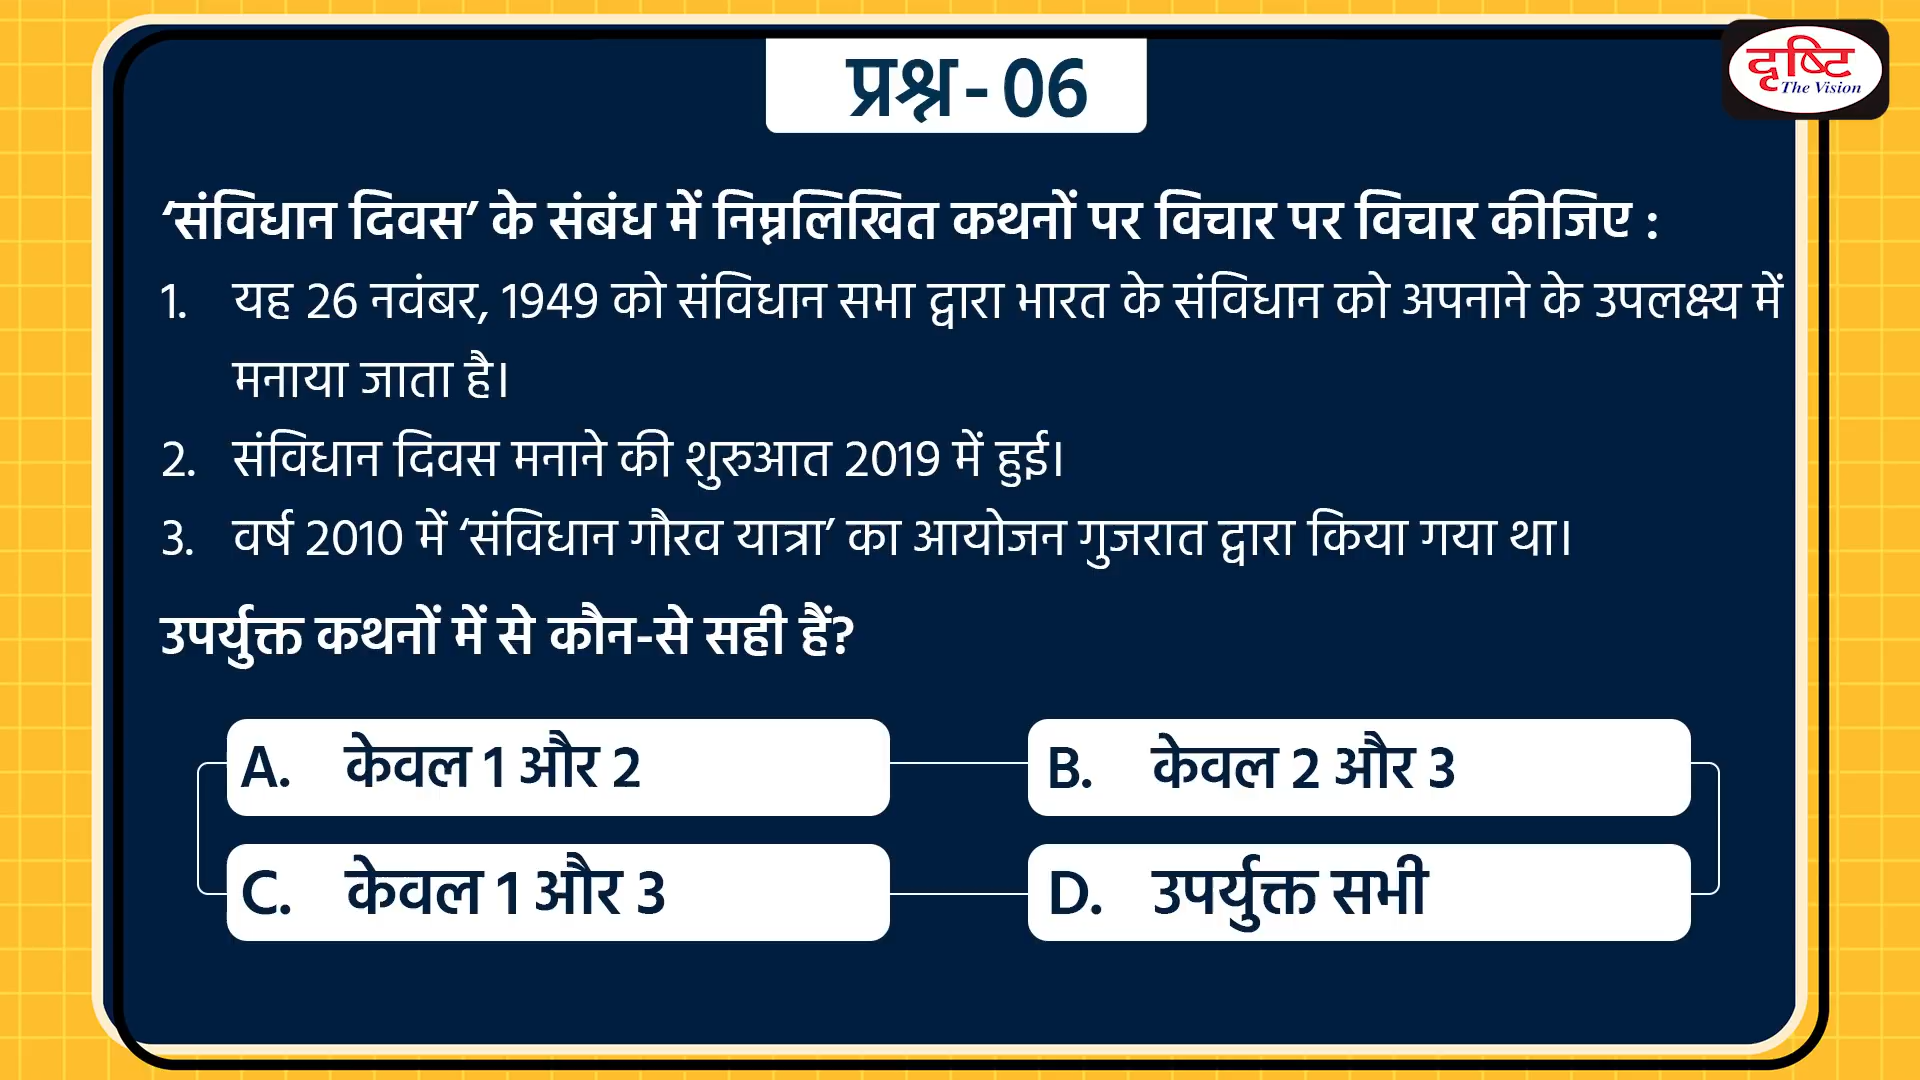 प्रश्न - 06
दृष्टि
The Vision
‘संविधान दिवस’ के संबंध में निम्नलिखित कथनों पर विचार पर विचार कीजिए :
1. यह 26 नवंबर, 1949 को संविधान सभा द्वारा भारत के संविधान को अपनाने के उपलक्ष्य में
मनाया जाता है।
2. संविधान दिवस मनाने की शुरुआत 2019 में हुई।
3. वर्ष 2010 में ‘संविधान गौरव यात्रा’ का आयोजन गुजरात द्वारा किया गया था।
उपर्युक्त कथनों में से कौन-से सही हैं?
A. केवल 1 और 2
B. केवल 2 और 3
C. केवल 1 और 3
D. उपर्युक्त सभी